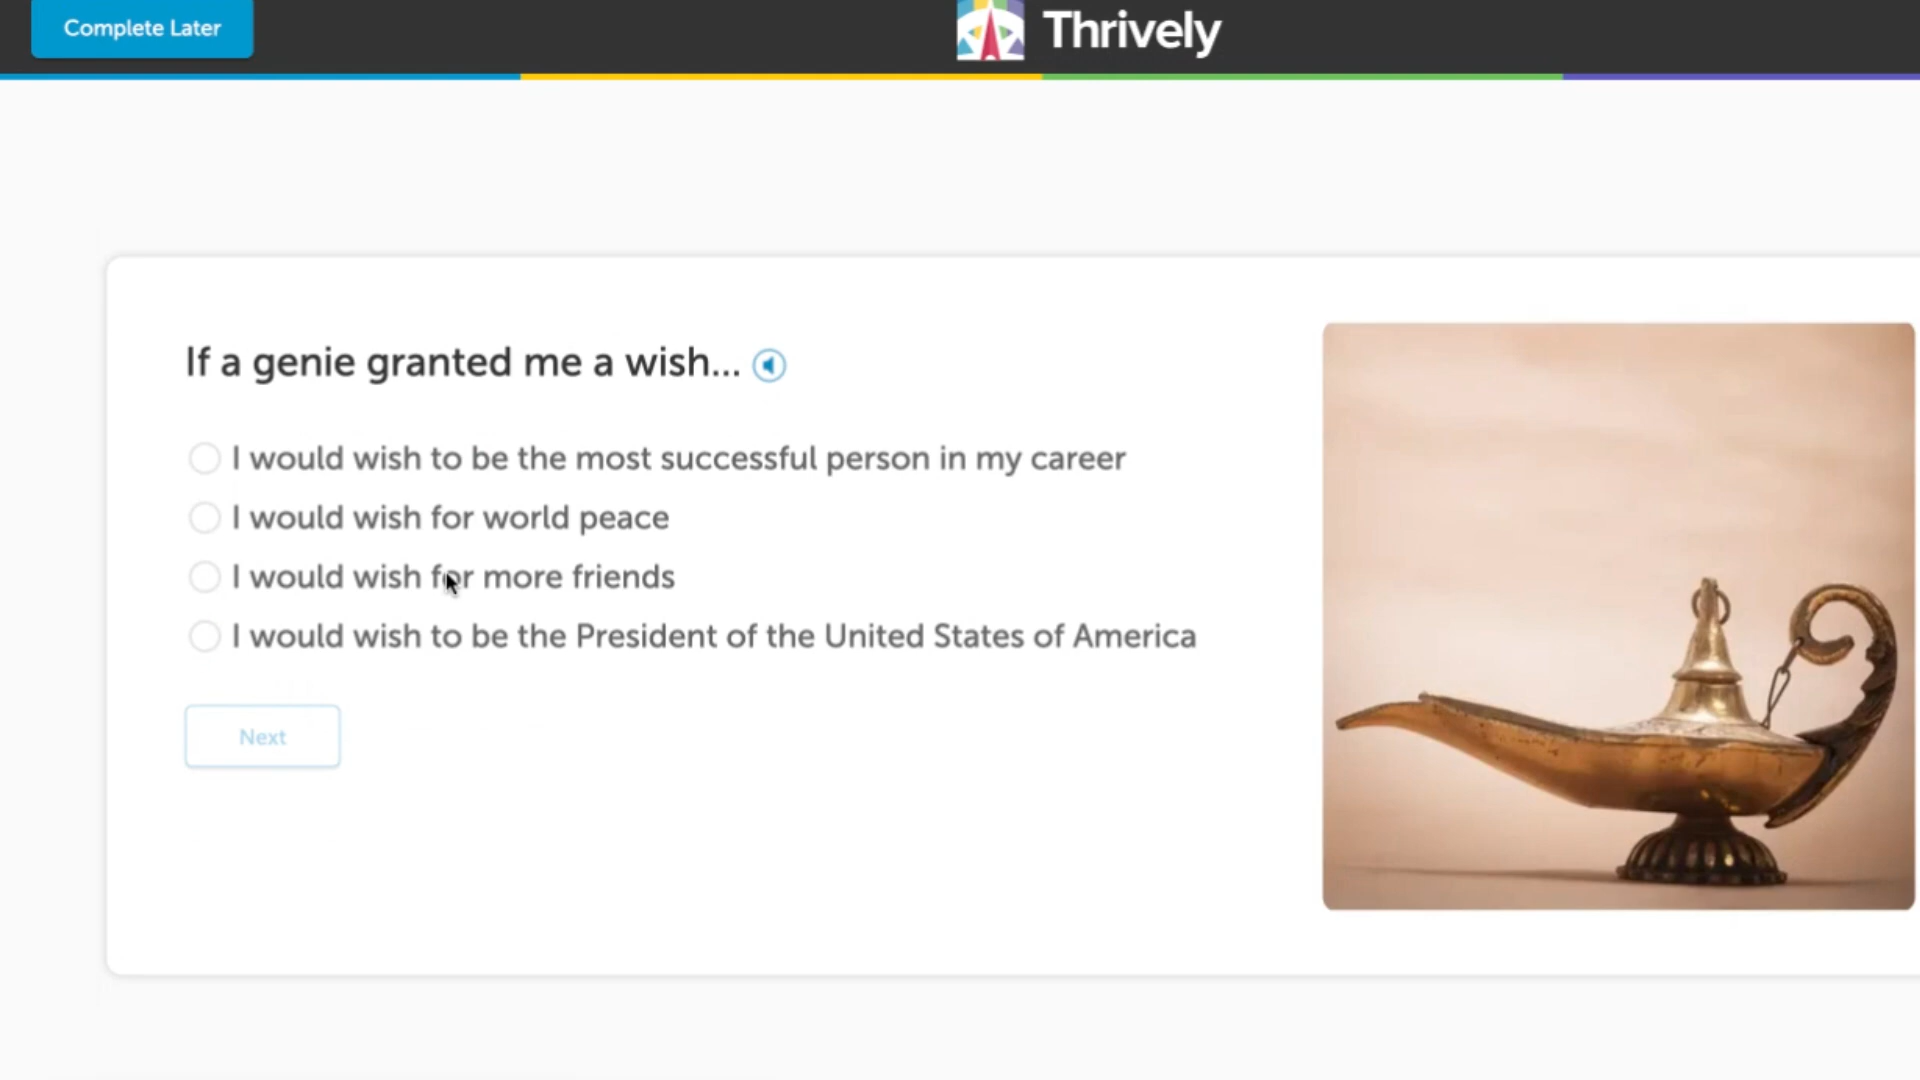 Complete Later
Thrively
If a genie granted me a wish...
I would wish to be the most successful person in my career
I would wish for world peace
I would wish for more friends
I would wish to be the President of the United States of America
Next